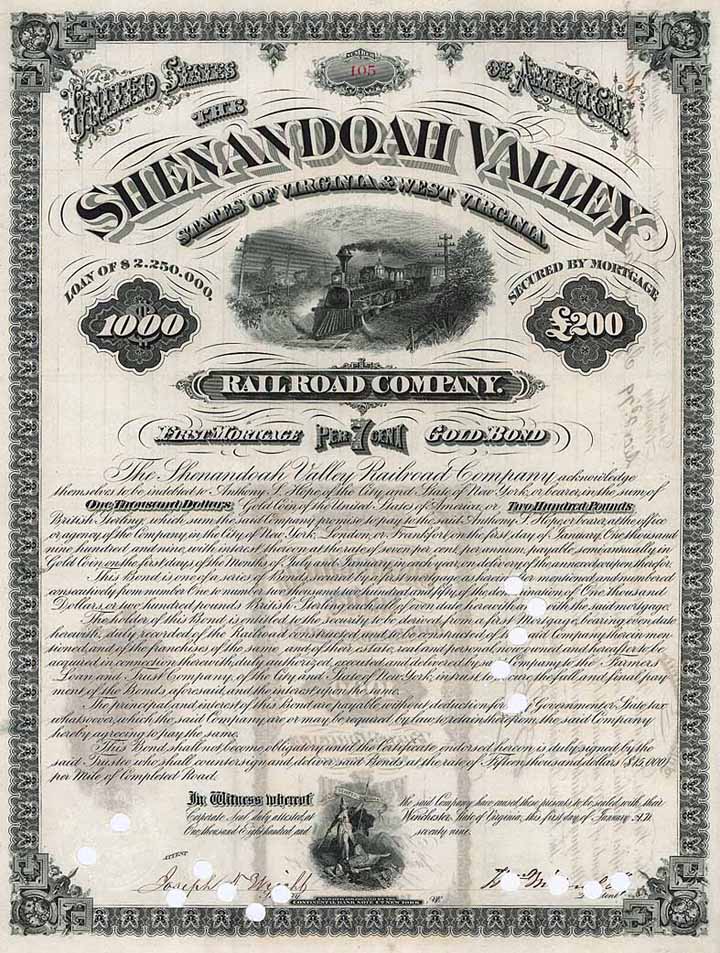 NUMBER
105
UNITED STATES OF AMERICA.
THE
SHENANDOAH VALLEY
STATES OF VIRGINIA & WEST VIRGINIA
LOAN OF $2.250.000.
SECURED BY MORTGAGE
1000
£200
RAILROAD COMPANY.
FIRST MORTGAGE PER 7 CENT GOLD BOND
The Shenandoah Valley Railroad Company acknowledge
themselves to be indebted to Anthony S. Hope of the City and State of New York, or bearer, in the sum of
One Thousand Dollars Gold Coin of the United States of America, or Two Hundred Pounds
British Sterling which sum the said Company promise to pay to the said Anthony S. Hope, or bearer, at the office
or agency of the Company, in the City of New York, London, or Frankfort on the first day of January, One thousand
nine hundred and nine, with interest thereon at the rate of seven per cent per annum, payable semi-annually, in
Gold Coin, on the first days of the Months of delivery of the annexed coupon therefor.
This Bond is one of a series of Bonds secured by first mortgage as hereinafter mentioned and numbered
consecutively from number One to number two thousand two hundred and fifty of the denomination of One Thousand
Dollars or two hundred pounds British Sterling each, of even date herewith and with the said mortgage.
The holder of this Bond is entitled to the security to be derived from a first Mortgage, bearing even date
herewith, duly recorded of the Railroad constructed and to be constructed of the said Company therein men-
tioned and of the franchises of the same and of their estate, real and personal now owned and hereafter to be
acquired in connection therewith, duly authorized, executed and delivered by said Company to the Farmers
Loan and Trust Company, of the City and State of New York, in trust to secure the full and final pay-
ment of the Bonds aforesaid, and the interest upon the same.
The principal and interest of this Bond are payable without deduction for Government or State tax
whatsoever, which the said Company are or may be required by law to retain therefrom, the said Company
hereby agreeing to pay the same.
This Bond shall not become obligatory until the Certificate endorsed hereon is duly signed by the
said Trustee who shall countersign and deliver said Bonds at the rate of Fifteen thousand dollars ($15,000)
per Mile of Completed Road.
In Witness whereof the said Company have caused these presents to be sealed with their
Corporate Seal duly attested at Winchester, State of Virginia, this first day of January A.D.
One thousand Eight hundred and seventy nine.
ATTEST
Joseph Wright
President
CONTINENTAL BANK NOTE CO NEW YORK